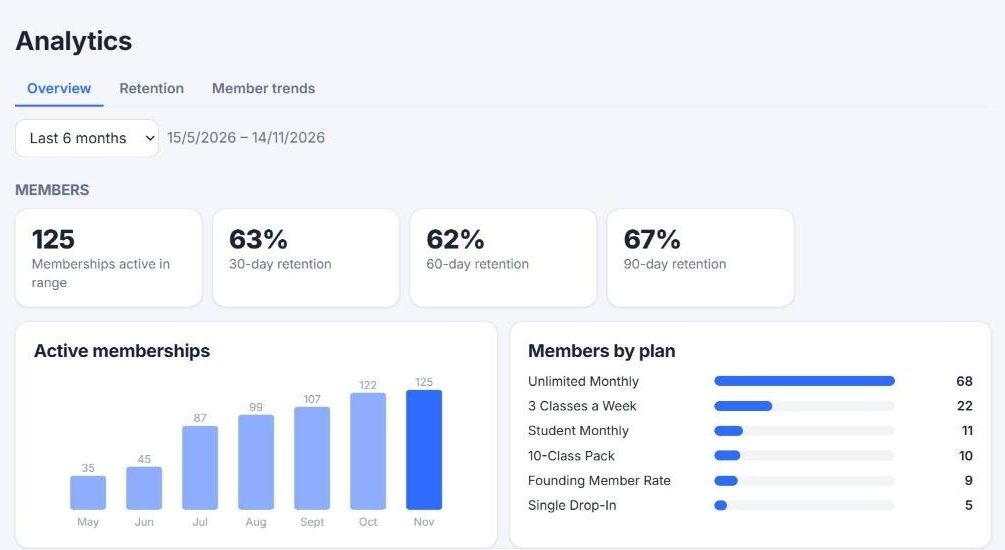 Analytics
Overview Retention Member trends
Last 6 months 15/5/2026 – 14/11/2026
MEMBERS
125
Memberships active in
range
63%
30-day retention
62%
60-day retention
67%
90-day retention
Active memberships
35 45 87 99 107 122 125
May Jun Jul Aug Sept Oct Nov
Members by plan
Unlimited Monthly 68
3 Classes a Week 22
Student Monthly 11
10-Class Pack 10
Founding Member Rate 9
Single Drop-In 5